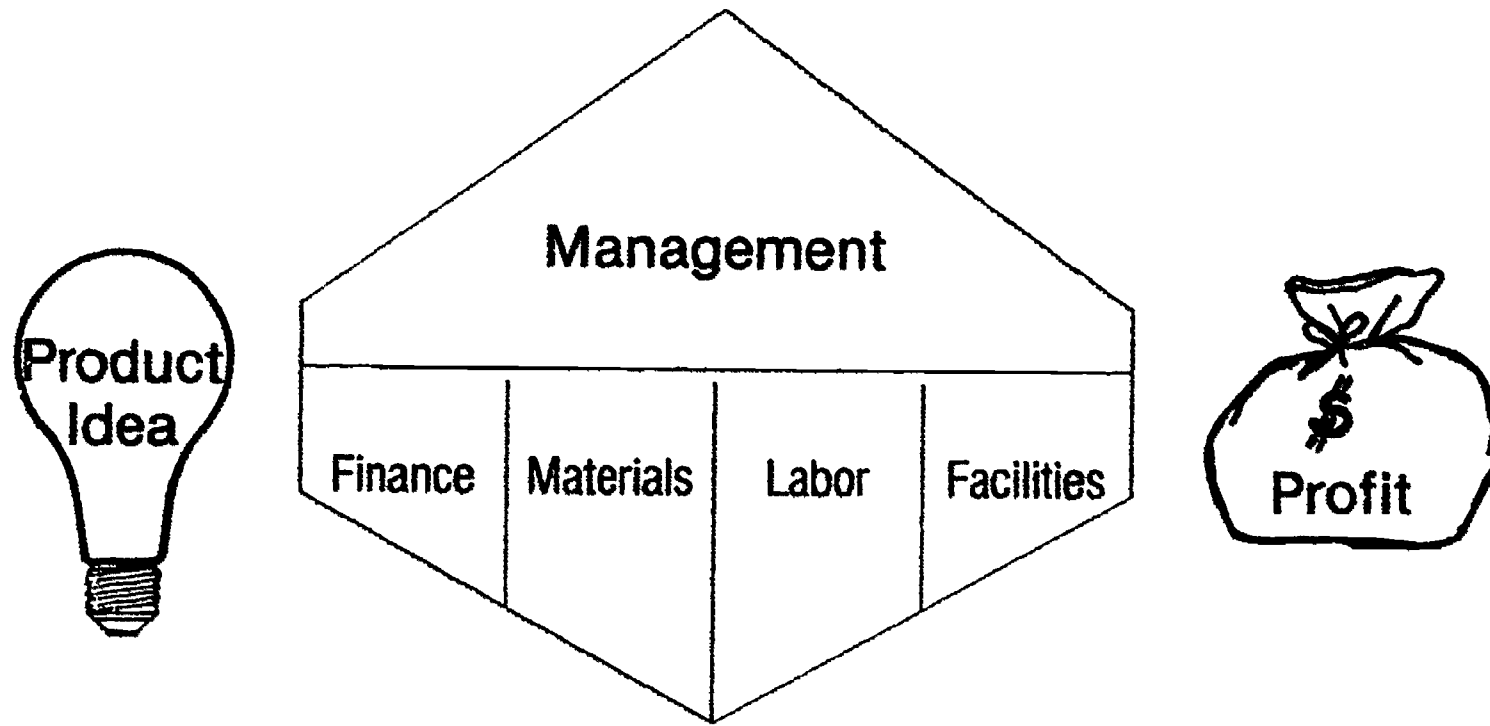 Management
Product
Idea
Finance
Materials
Labor
Facilities
$
Profit